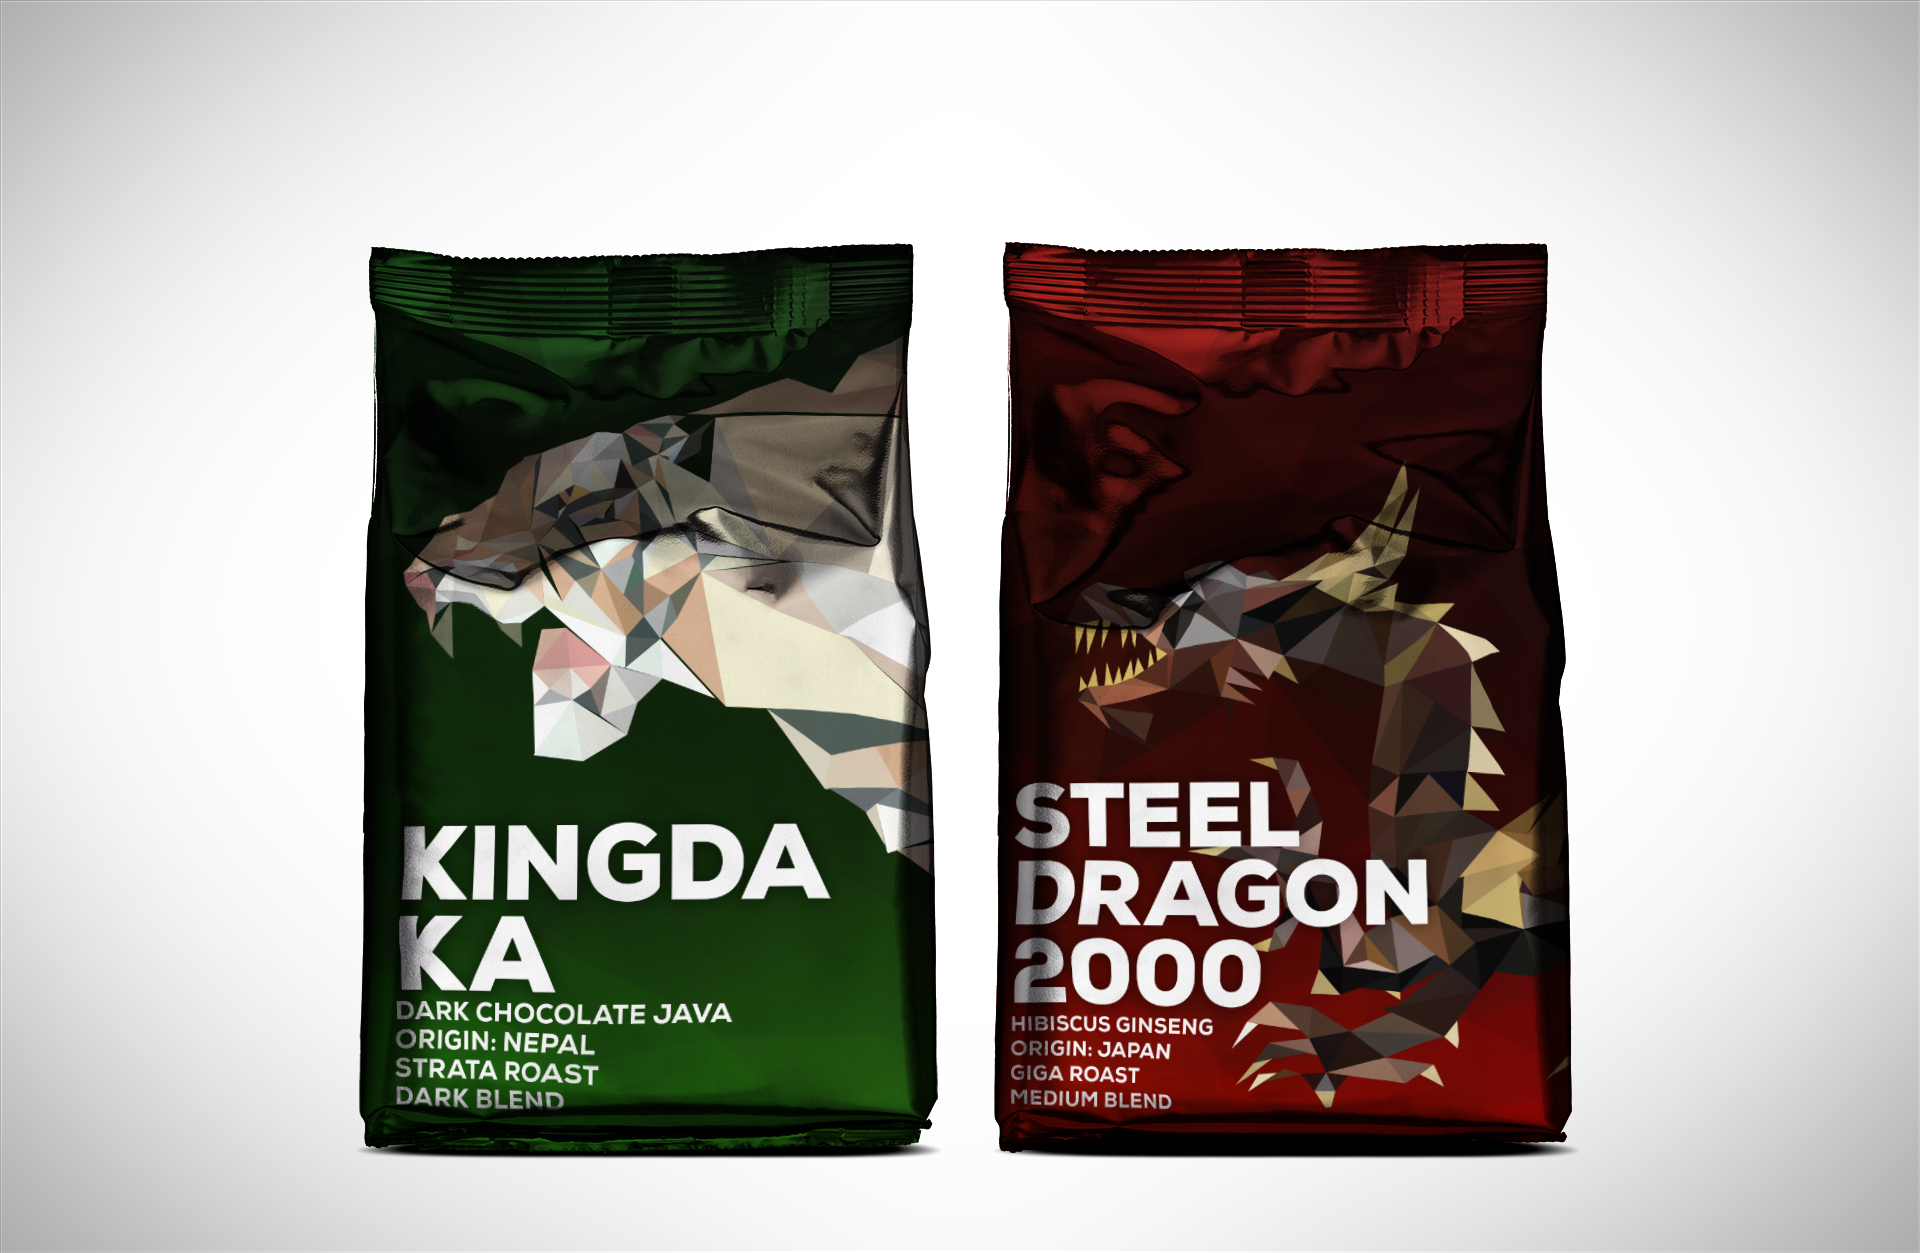 KINGDA
KA
DARK CHOCOLATE JAVA
ORIGIN: NEPAL
STRATA ROAST
DARK BLEND
STEEL
DRAGON
2000
HIBISCUS GINSENG
ORIGIN: JAPAN
GIGA ROAST
MEDIUM BLEND